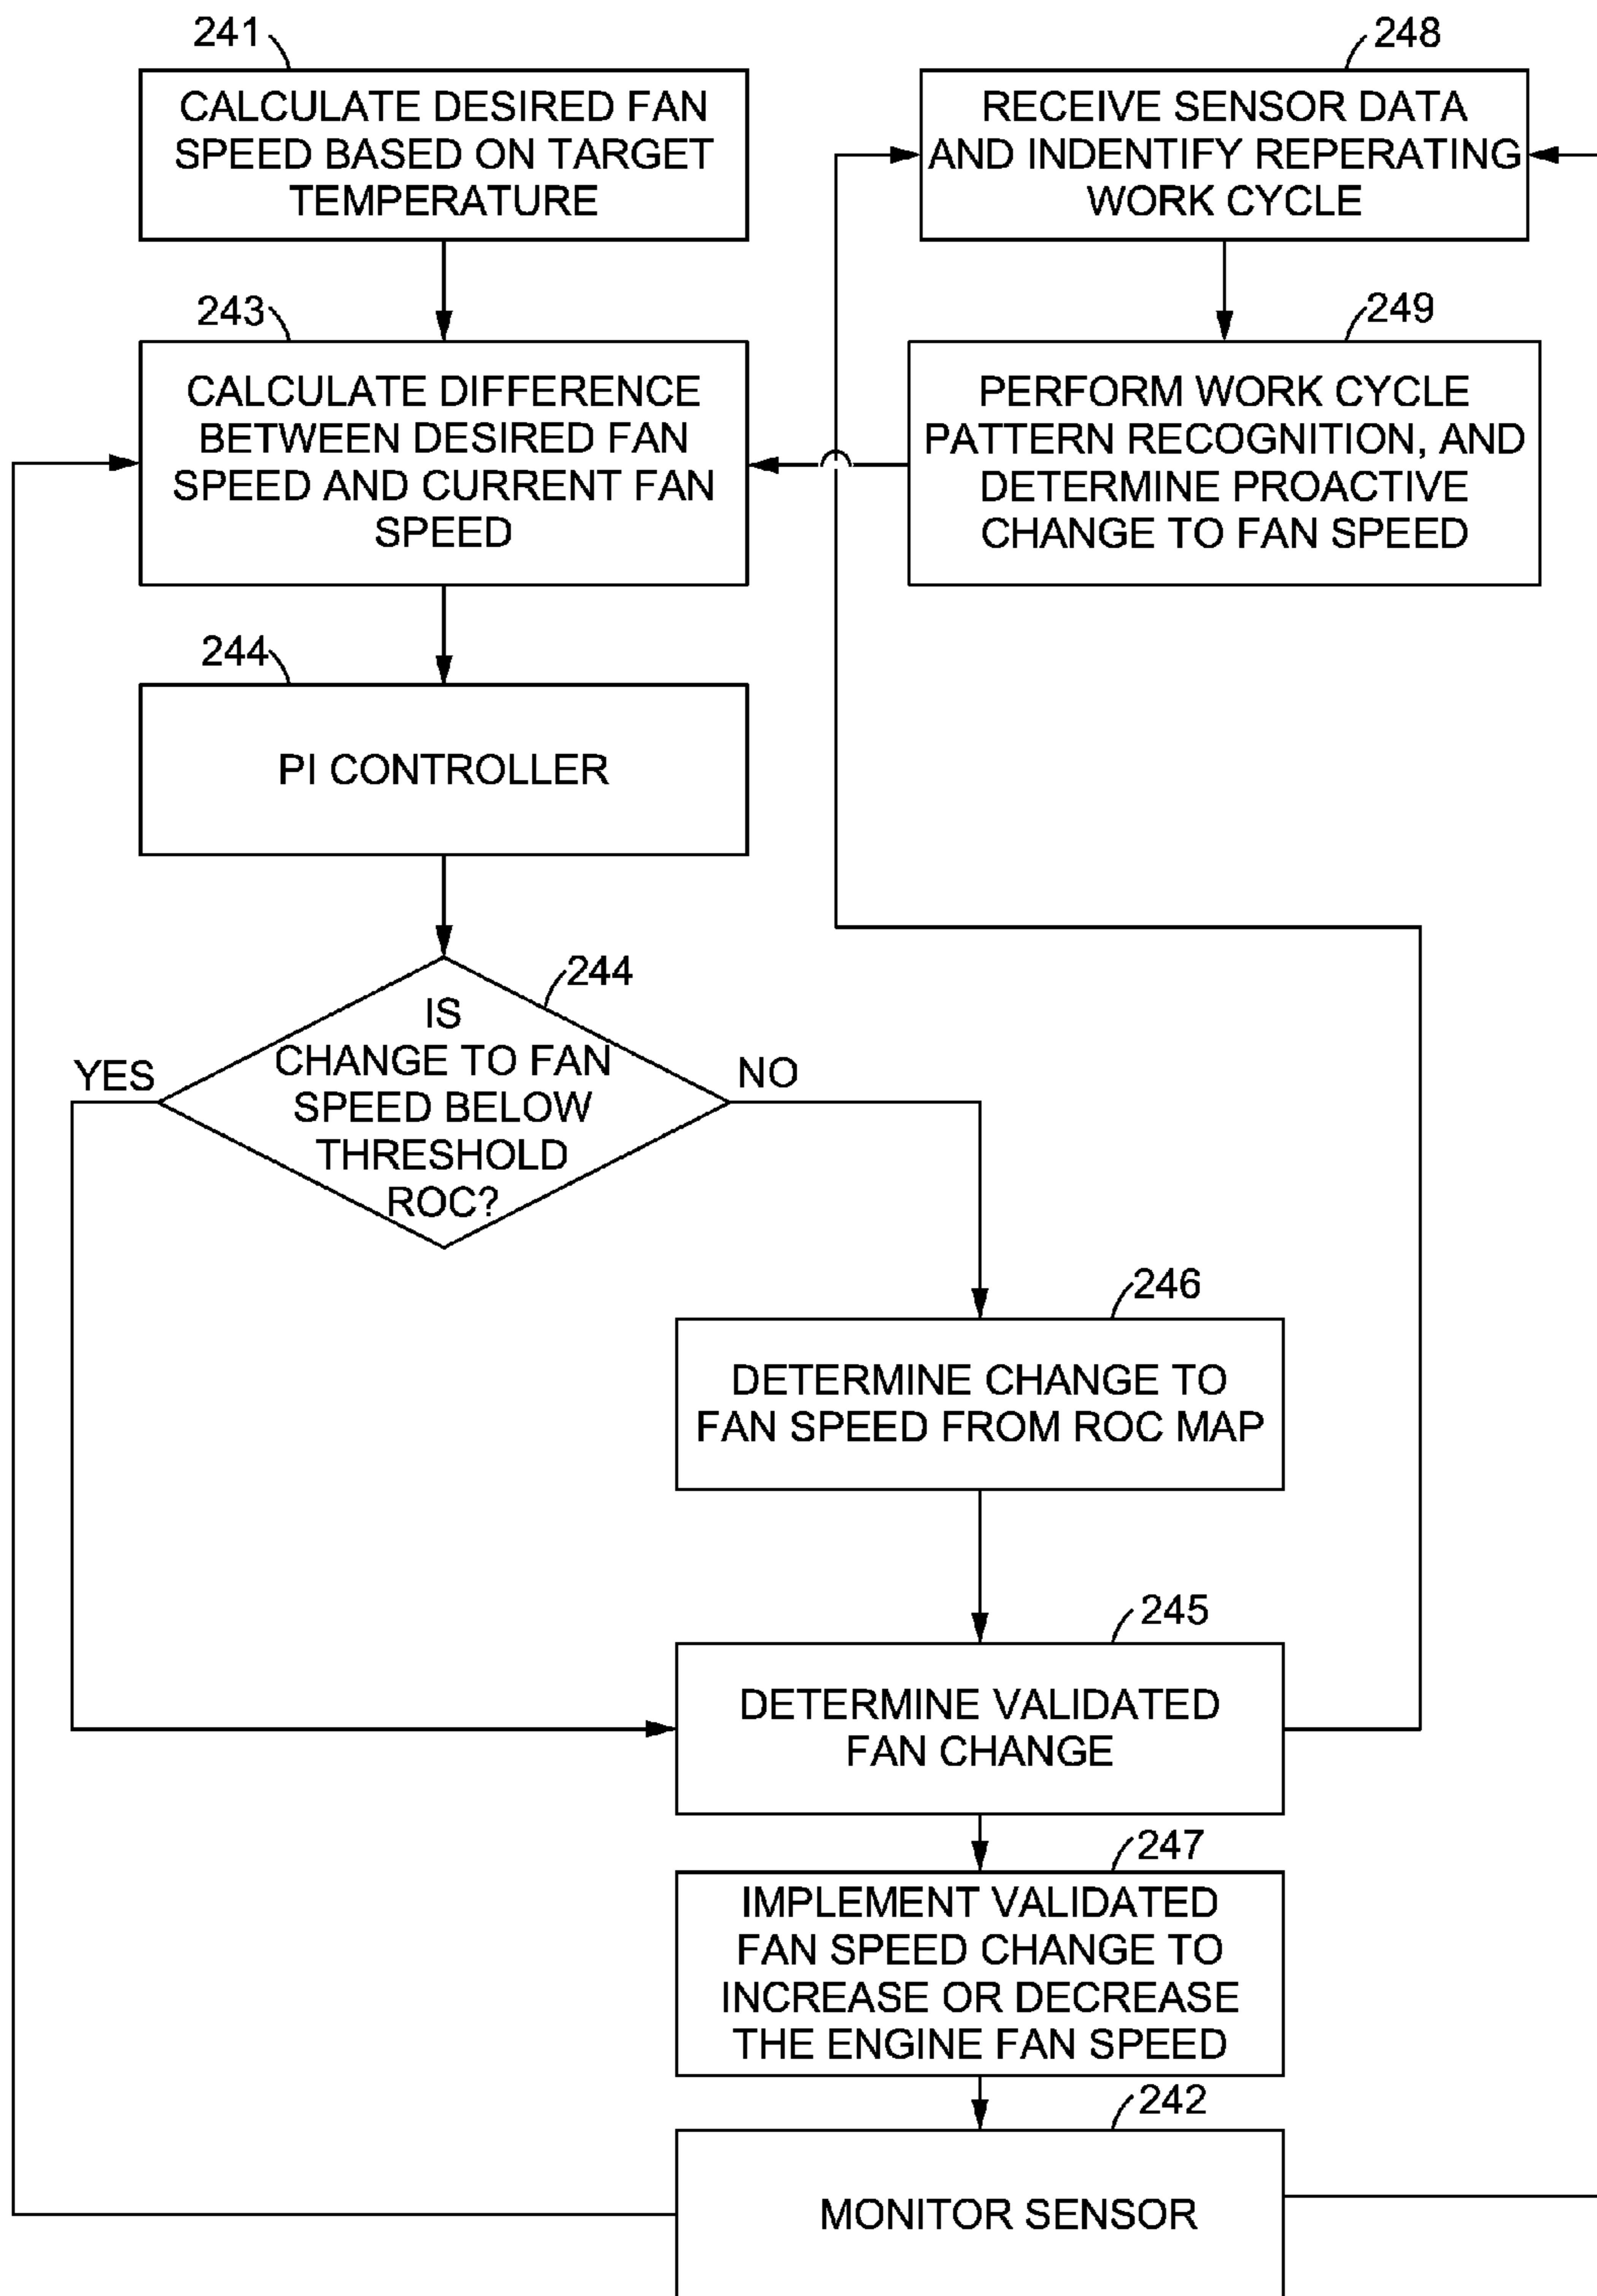 241
CALCULATE DESIRED FAN
SPEED BASED ON TARGET
TEMPERATURE
248
RECEIVE SENSOR DATA
AND INDENTIFY REPERATING
WORK CYCLE
243
CALCULATE DIFFERENCE
BETWEEN DESIRED FAN
SPEED AND CURRENT FAN
SPEED
249
PERFORM WORK CYCLE
PATTERN RECOGNITION, AND
DETERMINE PROACTIVE
CHANGE TO FAN SPEED
244
PI CONTROLLER
244
IS
CHANGE TO FAN
SPEED BELOW
THRESHOLD
ROC?
YES
NO
246
DETERMINE CHANGE TO
FAN SPEED FROM ROC MAP
245
DETERMINE VALIDATED
FAN CHANGE
247
IMPLEMENT VALIDATED
FAN SPEED CHANGE TO
INCREASE OR DECREASE
THE ENGINE FAN SPEED
242
MONITOR SENSOR